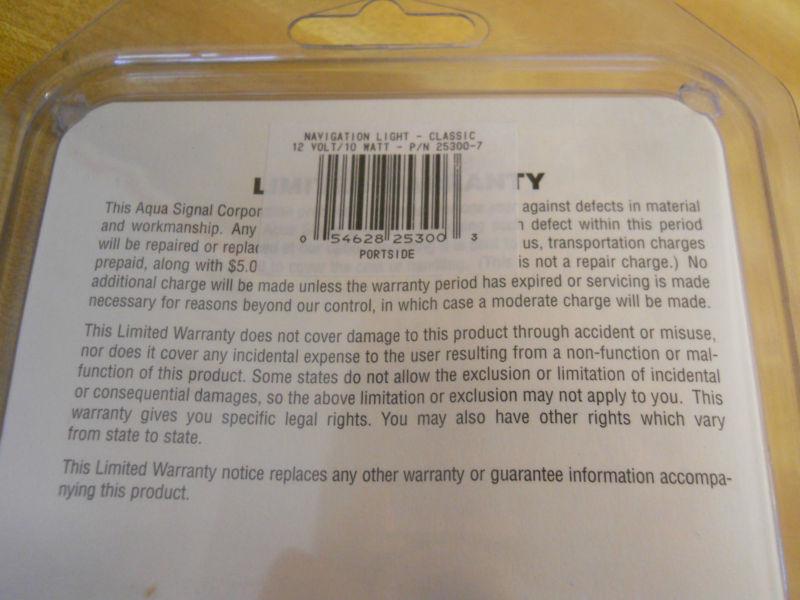 NAVIGATION LIGHT - CLASSIC
12 VOLT/10 WATT - P/N 25300-7
0 54628 25300 3
PORTSIDE
L TY
This Aqua Signal Corpor against defects in material
and workmanship. Any defect within this period
will be repaired or replac us, transportation charges
prepaid, along with $5.0 is not a repair charge.) No
additional charge will be made unless the warranty period has expired or servicing is made
necessary for reasons beyond our control, in which case a moderate charge will be made.
This Limited Warranty does not cover damage to this product through accident or misuse,
nor does it cover any incidental expense to the user resulting from a non-function or mal-
function of this product. Some states do not allow the exclusion or limitation of incidental
or consequential damages, so the above limitation or exclusion may not apply to you. This
warranty gives you specific legal rights. You may also have other rights which vary
from state to state.
This Limited Warranty notice replaces any other warranty or guarantee information accompa-
nying this product.